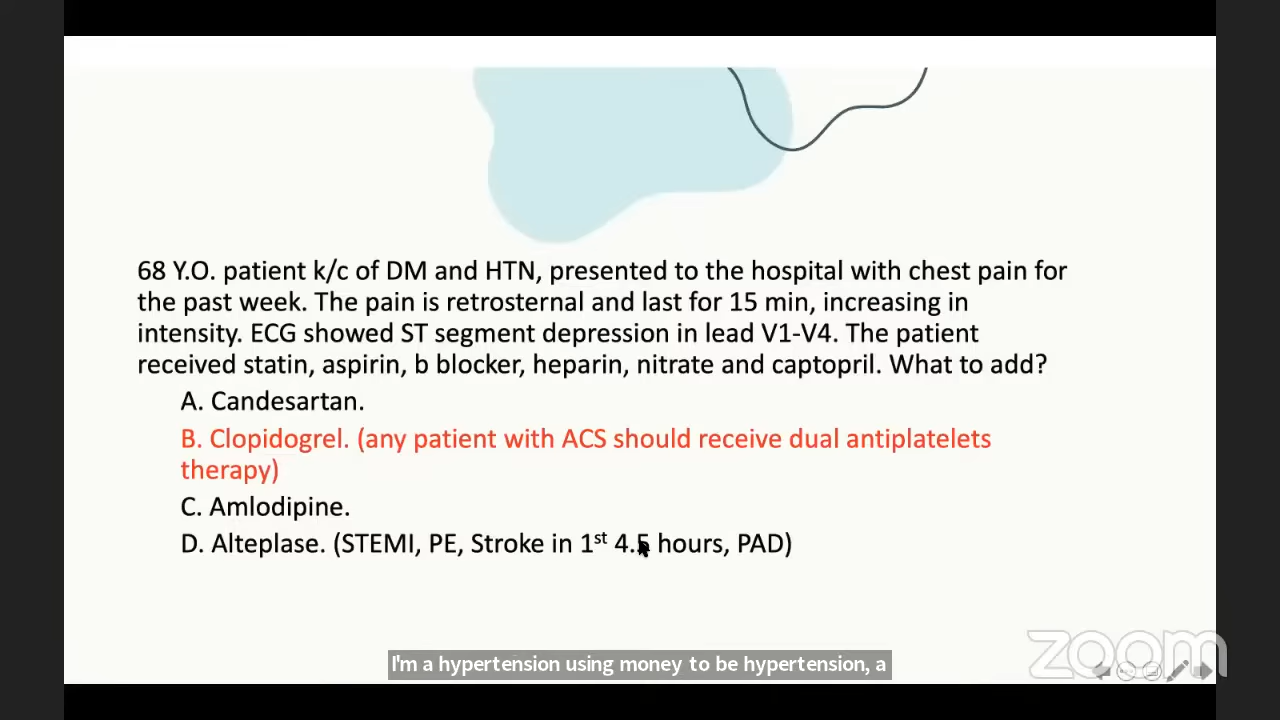 68 Y.O. patient k/c of DM and HTN, presented to the hospital with chest pain for
the past week. The pain is retrosternal and last for 15 min, increasing in
intensity. ECG showed ST segment depression in lead V1-V4. The patient
received statin, aspirin, b blocker, heparin, nitrate and captopril. What to add?
A. Candesartan.
B. Clopidogrel. (any patient with ACS should receive dual antiplatelets
therapy)
C. Amlodipine.
D. Alteplase. (STEMI, PE, Stroke in 1st 4.5 hours, PAD)
zoom
I'm a hypertension using money to be hypertension, a